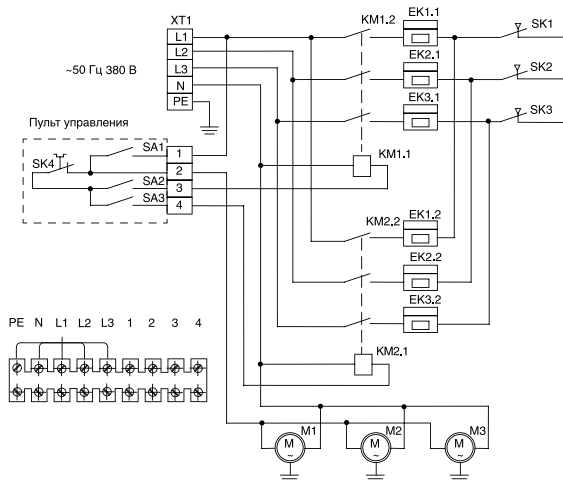 XT1
L1
L2
L3
N
PE
~50 Гц 380 В
KM1.2
EK1.1
SK1
EK2.1
SK2
EK3.1
SK3
Пульт управления
SK4
SA1
SA2
SA3
1
2
3
4
KM1.1
KM2.2
EK1.2
EK2.2
EK3.2
KM2.1
PE N L1 L2 L3 1 2 3 4
M1
M2
M3
M
~
M
~
M
~